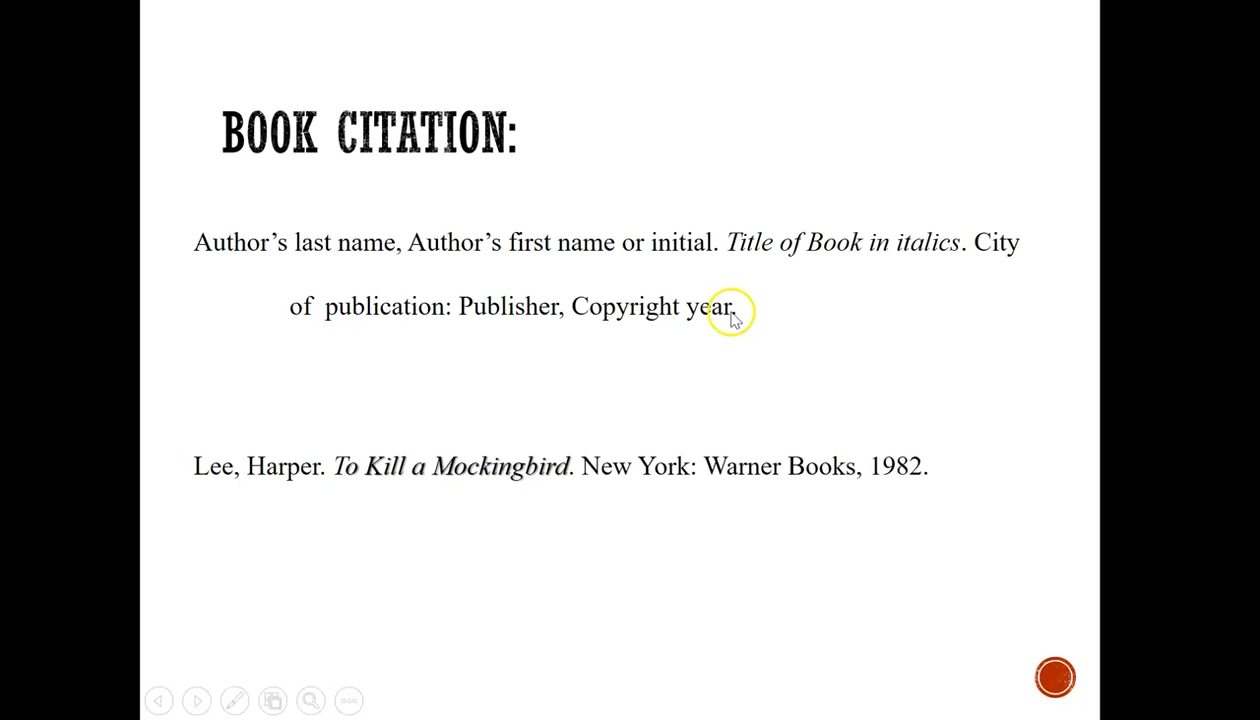 BOOK CITATION:
Author’s last name, Author’s first name or initial. Title of Book in italics. City
of publication: Publisher, Copyright year.
Lee, Harper. To Kill a Mockingbird. New York: Warner Books, 1982.